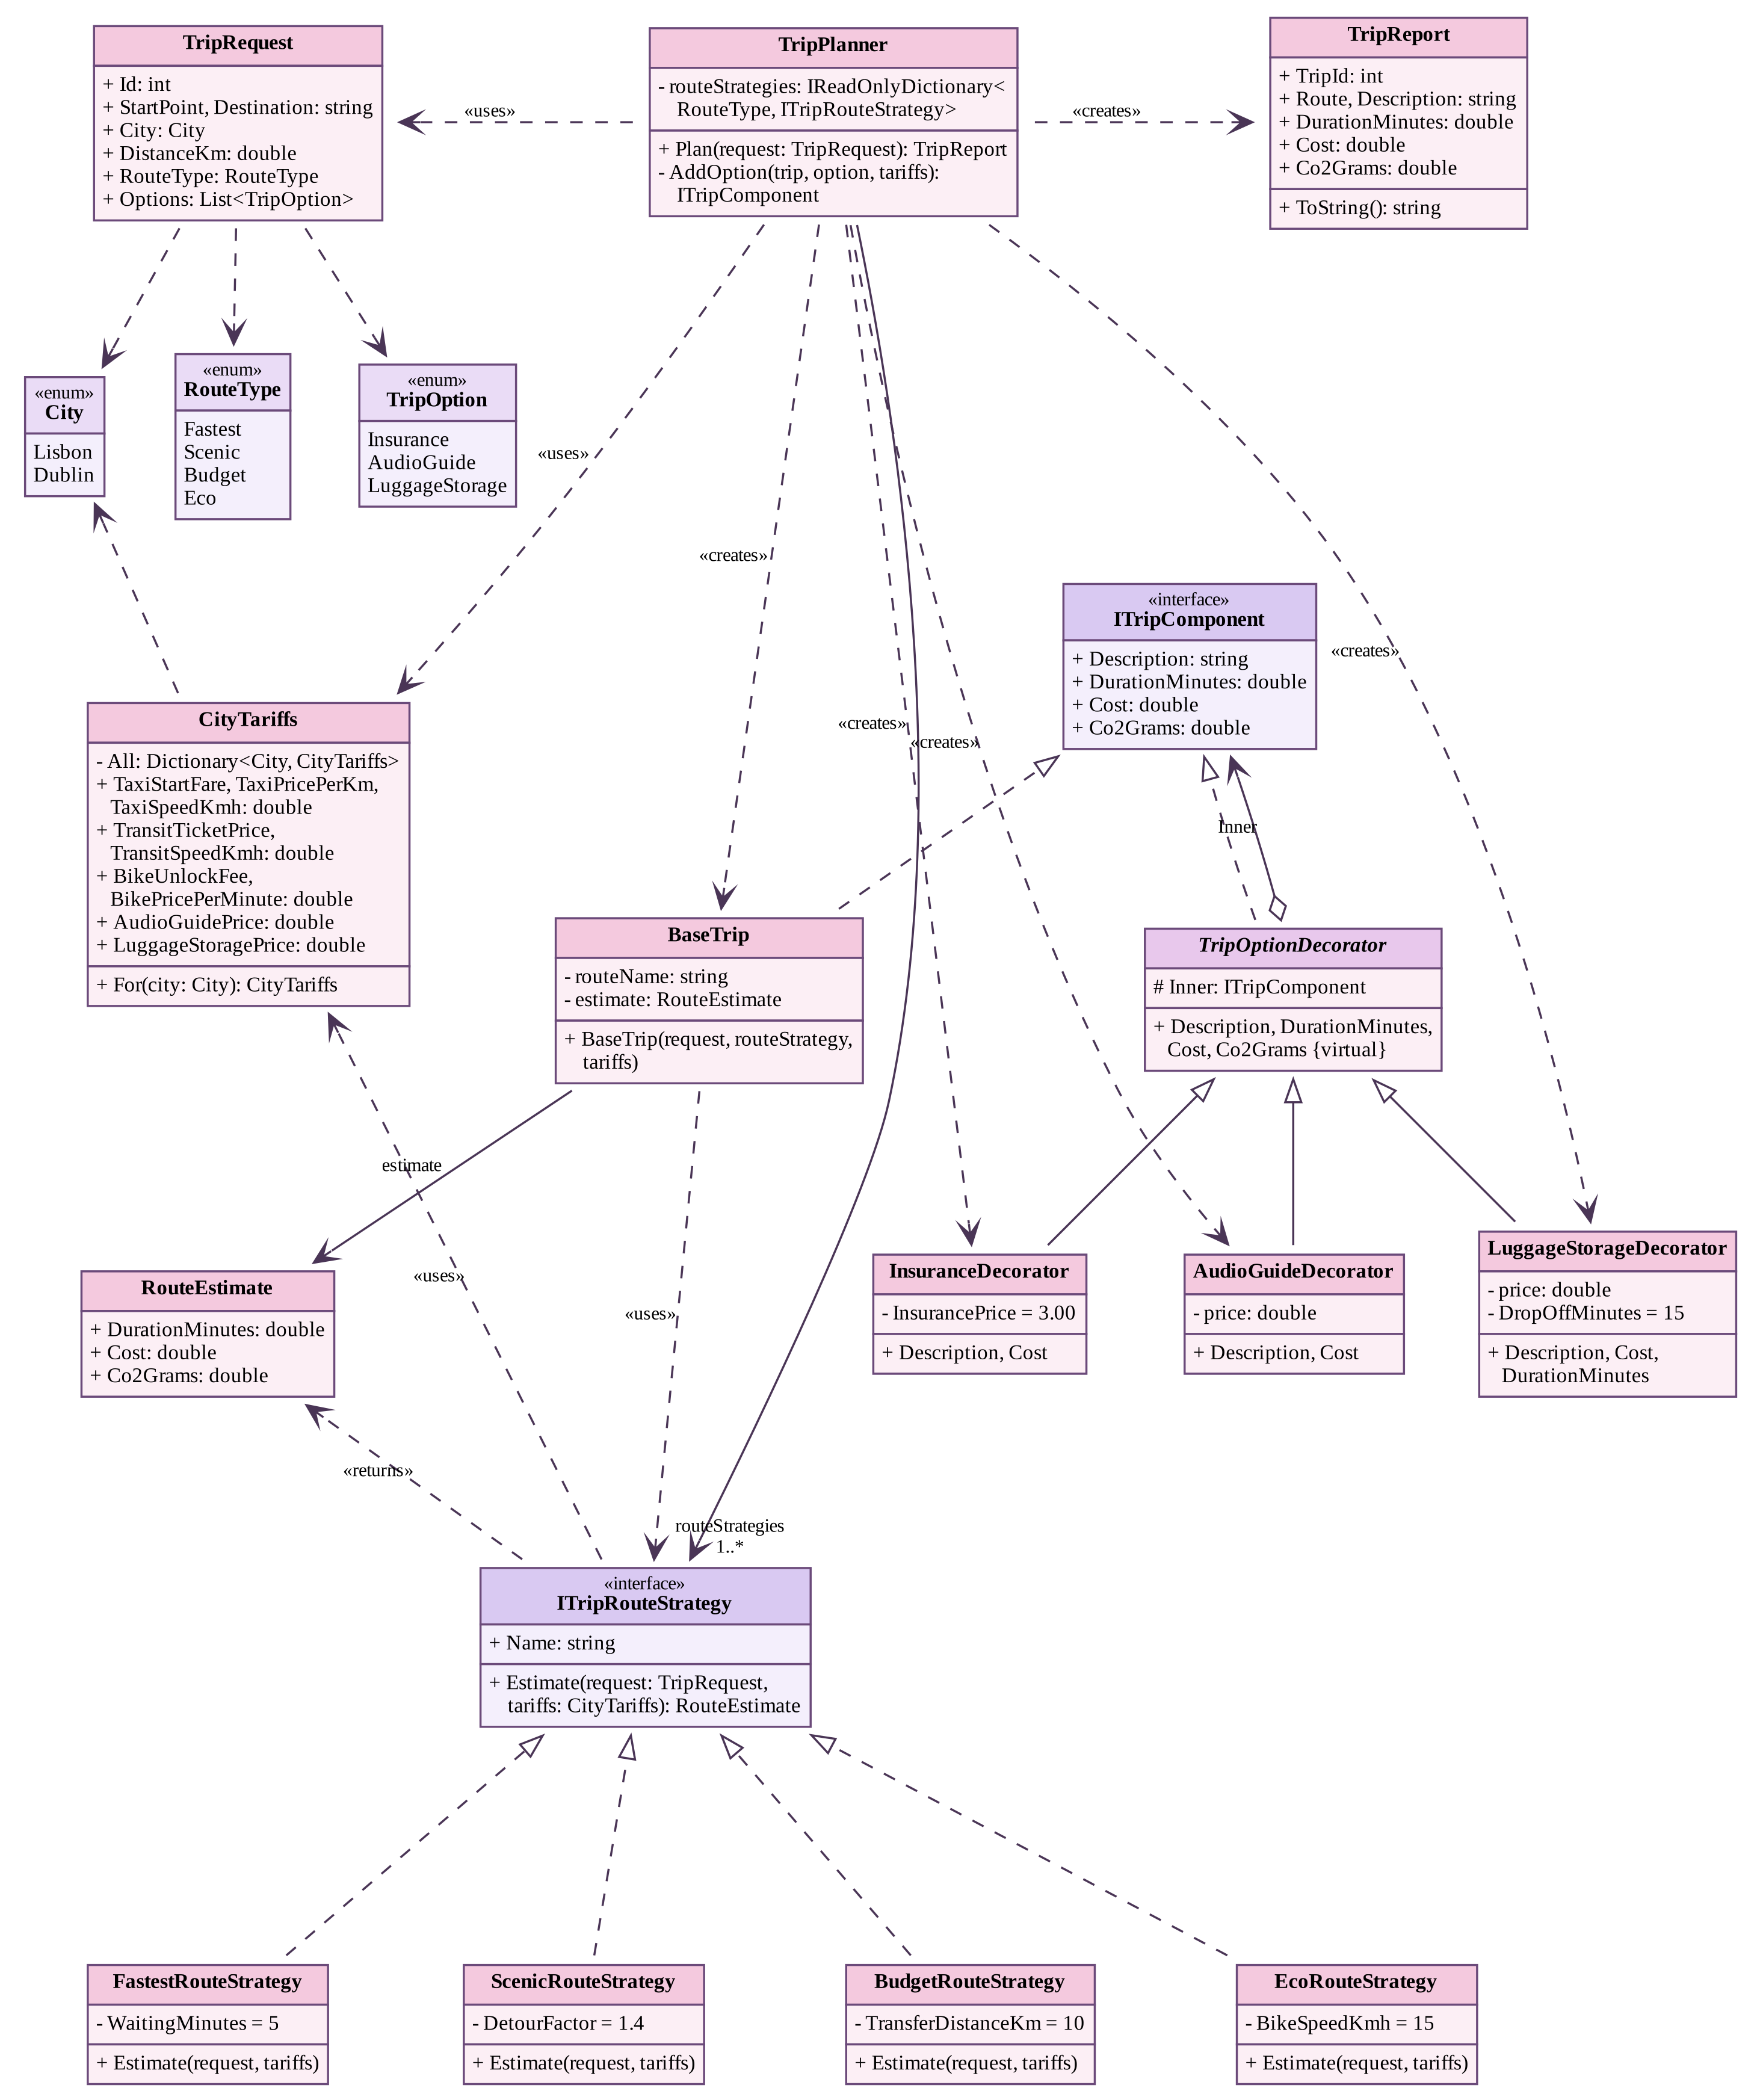 TripRequest
+ Id: int
+ StartPoint, Destination: string
+ City: City
+ DistanceKm: double
+ RouteType: RouteType
+ Options: List<TripOption>
«uses»
TripPlanner
- routeStrategies: IReadOnlyDictionary<
RouteType, ITripRouteStrategy>
+ Plan(request: TripRequest): TripReport
- AddOption(trip, option, tariffs):
ITripComponent
«creates»
TripReport
+ TripId: int
+ Route, Description: string
+ DurationMinutes: double
+ Cost: double
+ Co2Grams: double
+ ToString(): string
«enum»
City
Lisbon
Dublin
«enum»
RouteType
Fastest
Scenic
Budget
Eco
«enum»
TripOption
Insurance
AudioGuide
LuggageStorage
«uses»
«creates»
«interface»
ITripComponent
+ Description: string
+ DurationMinutes: double
+ Cost: double
+ Co2Grams: double
«creates»
«creates»
«creates»
CityTariffs
- All: Dictionary<City, CityTariffs>
+ TaxiStartFare, TaxiPricePerKm,
TaxiSpeedKmh: double
+ TransitTicketPrice,
TransitSpeedKmh: double
+ BikeUnlockFee,
BikePricePerMinute: double
+ AudioGuidePrice: double
+ LuggageStoragePrice: double
+ For(city: City): CityTariffs
Inner
BaseTrip
- routeName: string
- estimate: RouteEstimate
+ BaseTrip(request, routeStrategy,
tariffs)
TripOptionDecorator
# Inner: ITripComponent
+ Description, DurationMinutes,
Cost, Co2Grams {virtual}
estimate
«uses»
«uses»
RouteEstimate
+ DurationMinutes: double
+ Cost: double
+ Co2Grams: double
InsuranceDecorator
- InsurancePrice = 3.00
+ Description, Cost
AudioGuideDecorator
- price: double
+ Description, Cost
LuggageStorageDecorator
- price: double
- DropOffMinutes = 15
+ Description, Cost,
DurationMinutes
«returns»
routeStrategies
1..*
«interface»
ITripRouteStrategy
+ Name: string
+ Estimate(request: TripRequest,
tariffs: CityTariffs): RouteEstimate
FastestRouteStrategy
- WaitingMinutes = 5
+ Estimate(request, tariffs)
ScenicRouteStrategy
- DetourFactor = 1.4
+ Estimate(request, tariffs)
BudgetRouteStrategy
- TransferDistanceKm = 10
+ Estimate(request, tariffs)
EcoRouteStrategy
- BikeSpeedKmh = 15
+ Estimate(request, tariffs)